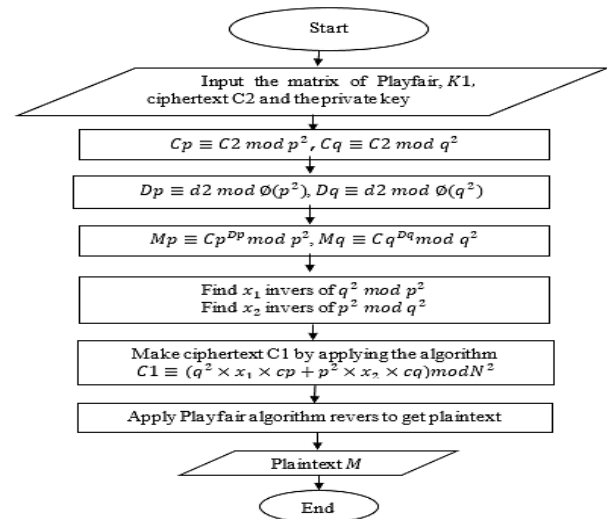 Start
Input the matrix of Playfair, K1,
ciphertext C2 and the private key
Cp ≡ C2 mod p², Cq ≡ C2 mod q²
Dp ≡ d2 mod Ø(p²), Dq ≡ d2 mod Ø(q²)
Mp ≡ Cp^Dp mod p², Mq ≡ Cq^Dq mod q²
Find x₁ invers of q² mod p²
Find x₂ invers of p² mod q²
Make ciphertext C1 by applying the algorithm
C1 ≡ (q² × x₁ × cp + p² × x₂ × cq)modN²
Apply Playfair algorithm revers to get plaintext
Plaintext M
End